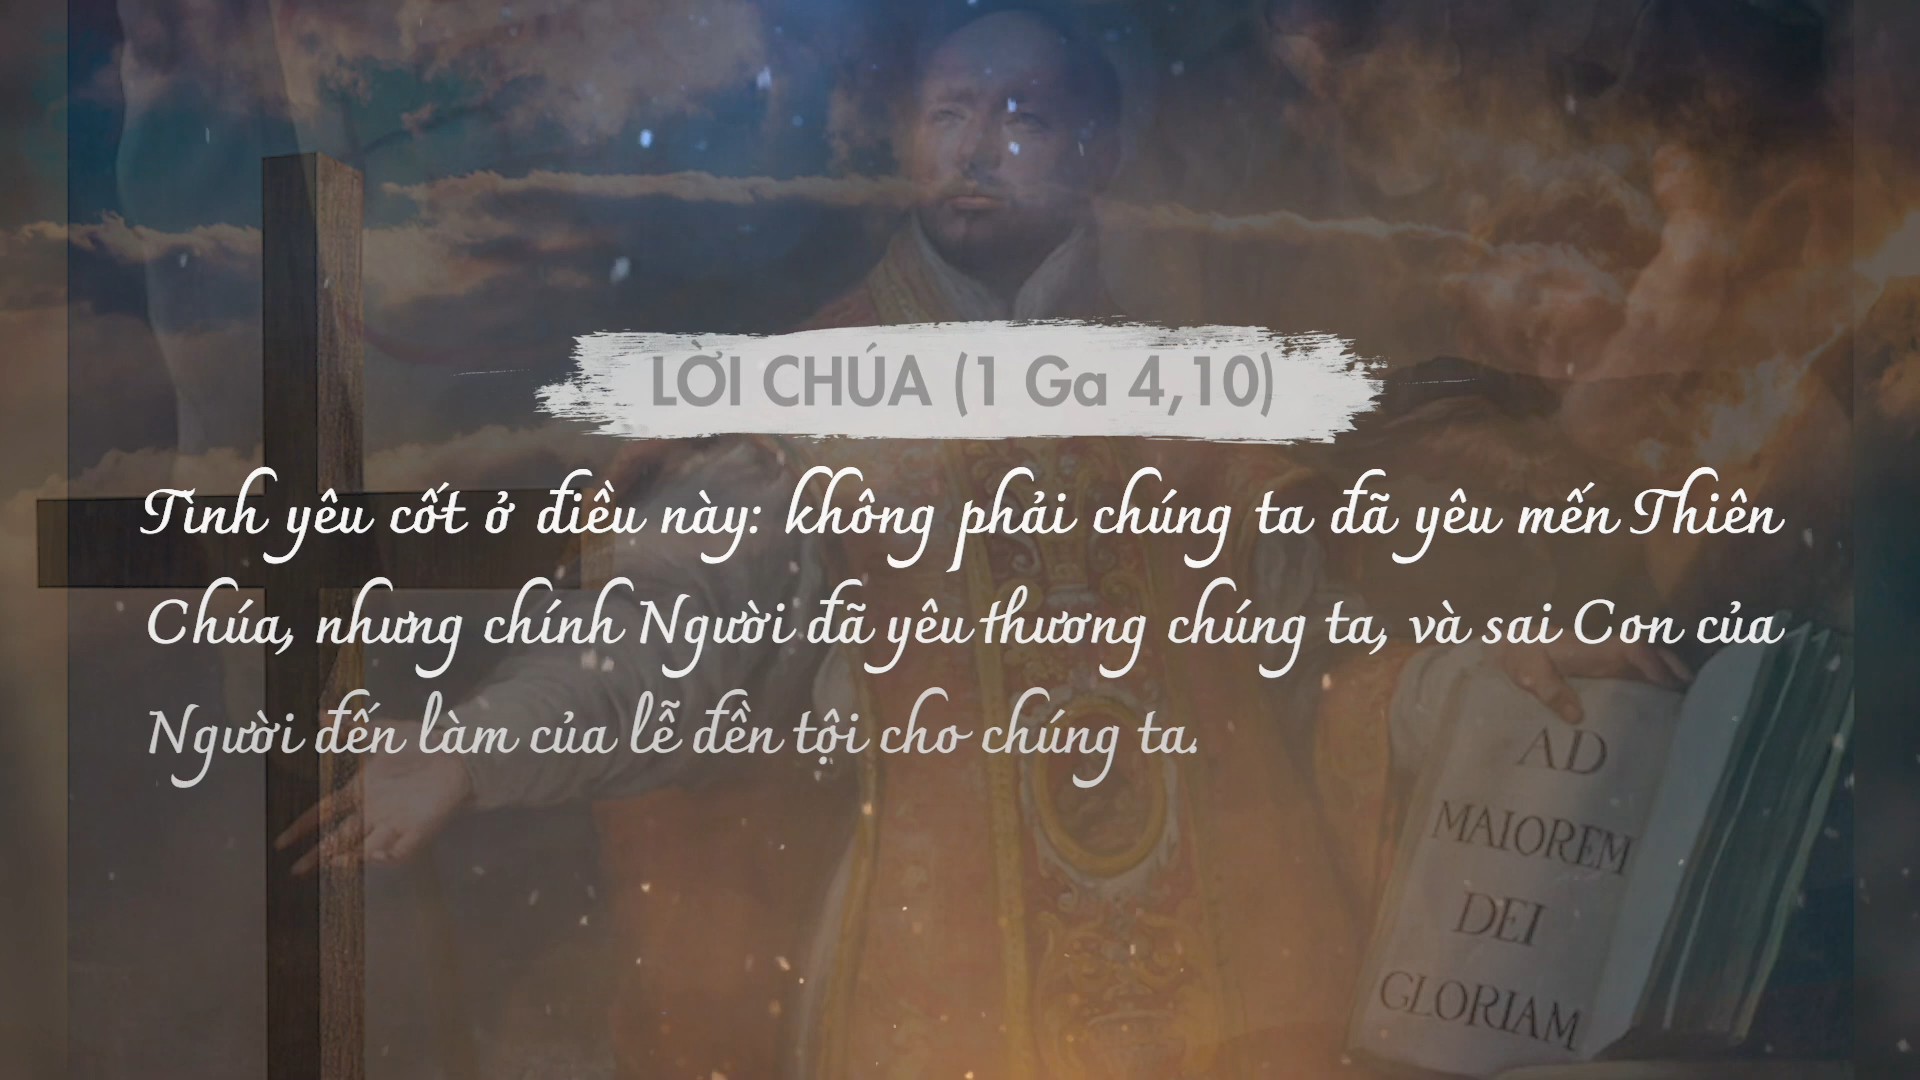 LỜI CHÚA (1 Ga 4,10)
Tình yêu cốt ở điều này: không phải chúng ta đã yêu mến Thiên
Chúa, nhưng chính Người đã yêu thương chúng ta, và sai Con của
Người đến làm của lễ đền tội cho chúng ta.
AD
MAIOREM
DEI
GLORIAM